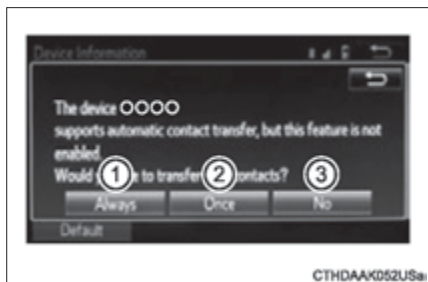 Device Information
The device OOOO
supports automatic contact transfer, but this feature is not
enabled.
Would to transfer contacts?
1 2 3
Always Once No
Default
CTHDAAK052USa